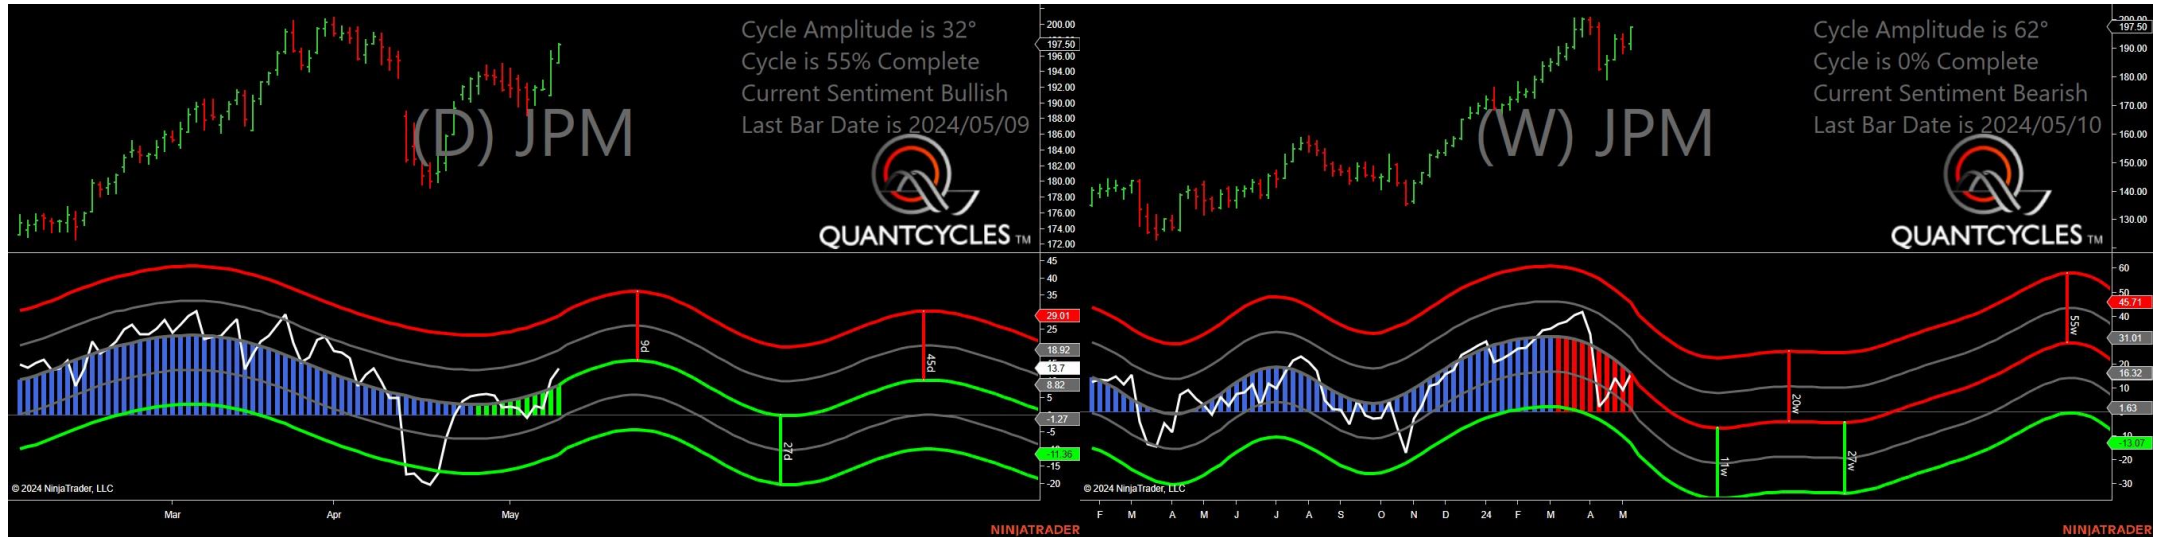 Cycle Amplitude is 32°
Cycle is 55% Complete
Current Sentiment Bullish
Last Bar Date is 2024/05/09
(D) JPM
QUANTCYCLES TM
200.00
197.50
196.00
194.00
192.00
190.00
188.00
186.00
184.00
182.00
180.00
178.00
176.00
174.00
172.00
45
40
35
29.01
25
18.92
13.7
8.82
5
-1.27
-5
-11.36
-15
-20
9d
27d
45d
© 2024 NinjaTrader, LLC
Mar Apr May
NINJATRADER
Cycle Amplitude is 62°
Cycle is 0% Complete
Current Sentiment Bearish
Last Bar Date is 2024/05/10
(W) JPM
QUANTCYCLES TM
200.00
197.50
190.00
180.00
170.00
160.00
150.00
140.00
130.00
60
50
45.71
40
31.01
20
16.32
10
1.63
-13.07
-20
-30
11w
20w
27w
55w
© 2024 NinjaTrader, LLC
F M A M J J A S O N D 24 F M A M
NINJATRADER